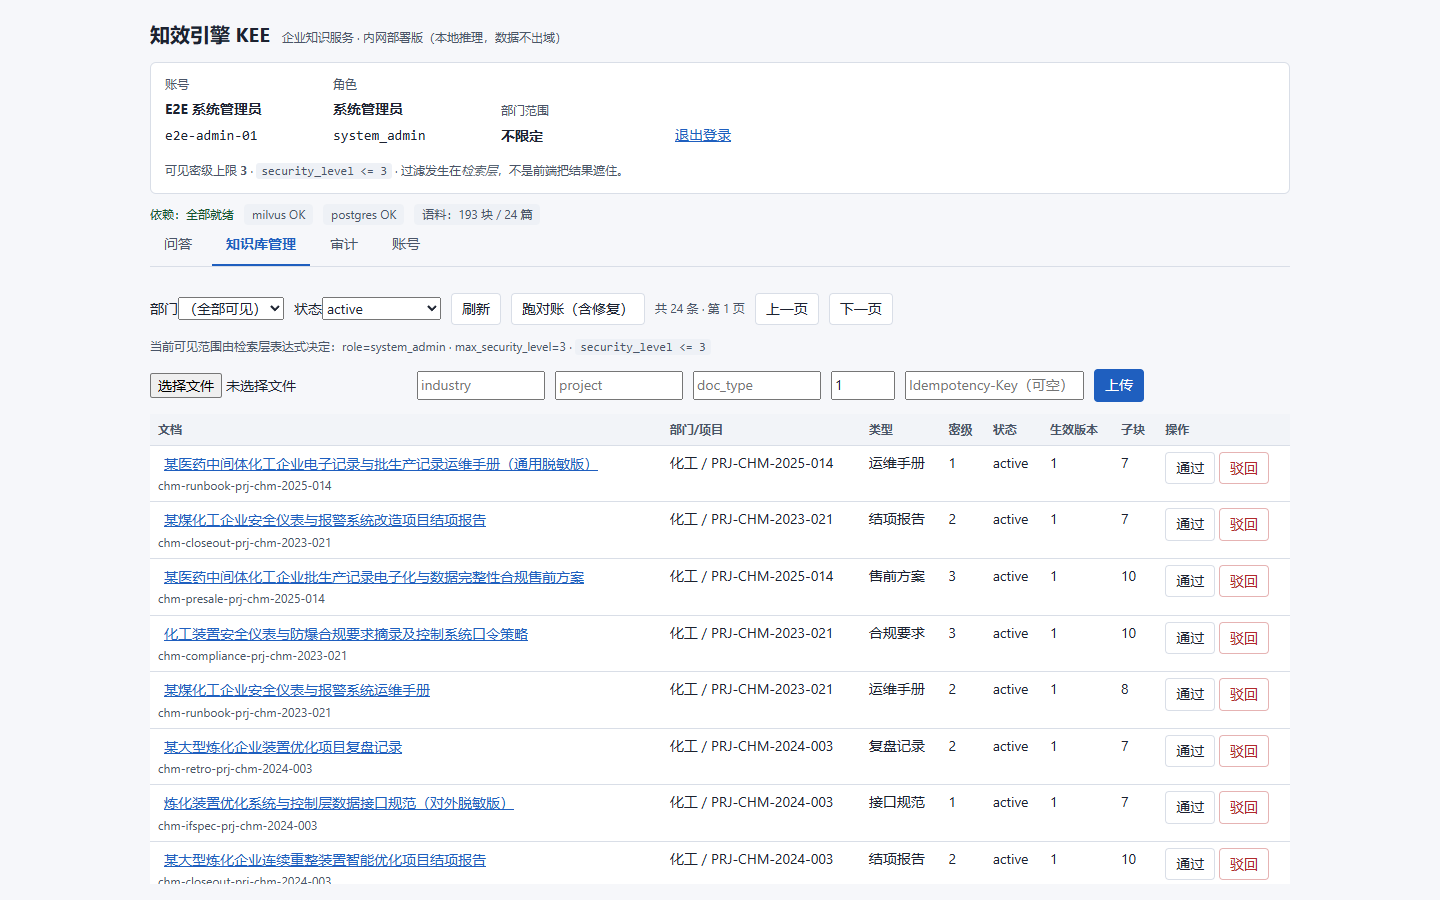 知效引擎 KEE 企业知识服务 · 内网部署版（本地推理，数据不出域）
账号 角色
E2E 系统管理员 系统管理员 部门范围
e2e-admin-01 system_admin 不限定 退出登录
可见密级上限 3 · security_level <= 3 · 过滤发生在检索层，不是前端把结果遮住。
依赖：全部就绪 milvus OK postgres OK 语料：193 块 / 24 篇
问答 知识库管理 审计 账号
部门 （全部可见） 状态 active 刷新 跑对账（含修复） 共 24 条 · 第 1 页 上一页 下一页
当前可见范围由检索层表达式决定：role=system_admin · max_security_level=3 · security_level <= 3
选择文件 未选择文件 industry project doc_type 1 Idempotency-Key（可空） 上传
文档 部门/项目 类型 密级 状态 生效版本 子块 操作
某医药中间体化工企业电子记录与批生产记录运维手册（通用脱敏版） 化工 / PRJ-CHM-2025-014 运维手册 1 active 1 7 通过 驳回
chm-runbook-prj-chm-2025-014
某煤化工企业安全仪表与报警系统改造项目结项报告 化工 / PRJ-CHM-2023-021 结项报告 2 active 1 7 通过 驳回
chm-closeout-prj-chm-2023-021
某医药中间体化工企业批生产记录电子化与数据完整性合规售前方案 化工 / PRJ-CHM-2025-014 售前方案 3 active 1 10 通过 驳回
chm-presale-prj-chm-2025-014
化工装置安全仪表与防爆合规要求摘录及控制系统口令策略 化工 / PRJ-CHM-2023-021 合规要求 3 active 1 10 通过 驳回
chm-compliance-prj-chm-2023-021
某煤化工企业安全仪表与报警系统运维手册 化工 / PRJ-CHM-2023-021 运维手册 2 active 1 8 通过 驳回
chm-runbook-prj-chm-2023-021
某大型炼化企业装置优化项目复盘记录 化工 / PRJ-CHM-2024-003 复盘记录 2 active 1 7 通过 驳回
chm-retro-prj-chm-2024-003
炼化装置优化系统与控制层数据接口规范（对外脱敏版） 化工 / PRJ-CHM-2024-003 接口规范 1 active 1 7 通过 驳回
chm-ifspec-prj-chm-2024-003
某大型炼化企业连续重整装置智能优化项目结项报告 化工 / PRJ-CHM-2024-003 结项报告 2 active 1 10 通过 驳回
chm-closeout-prj-chm-2024-003